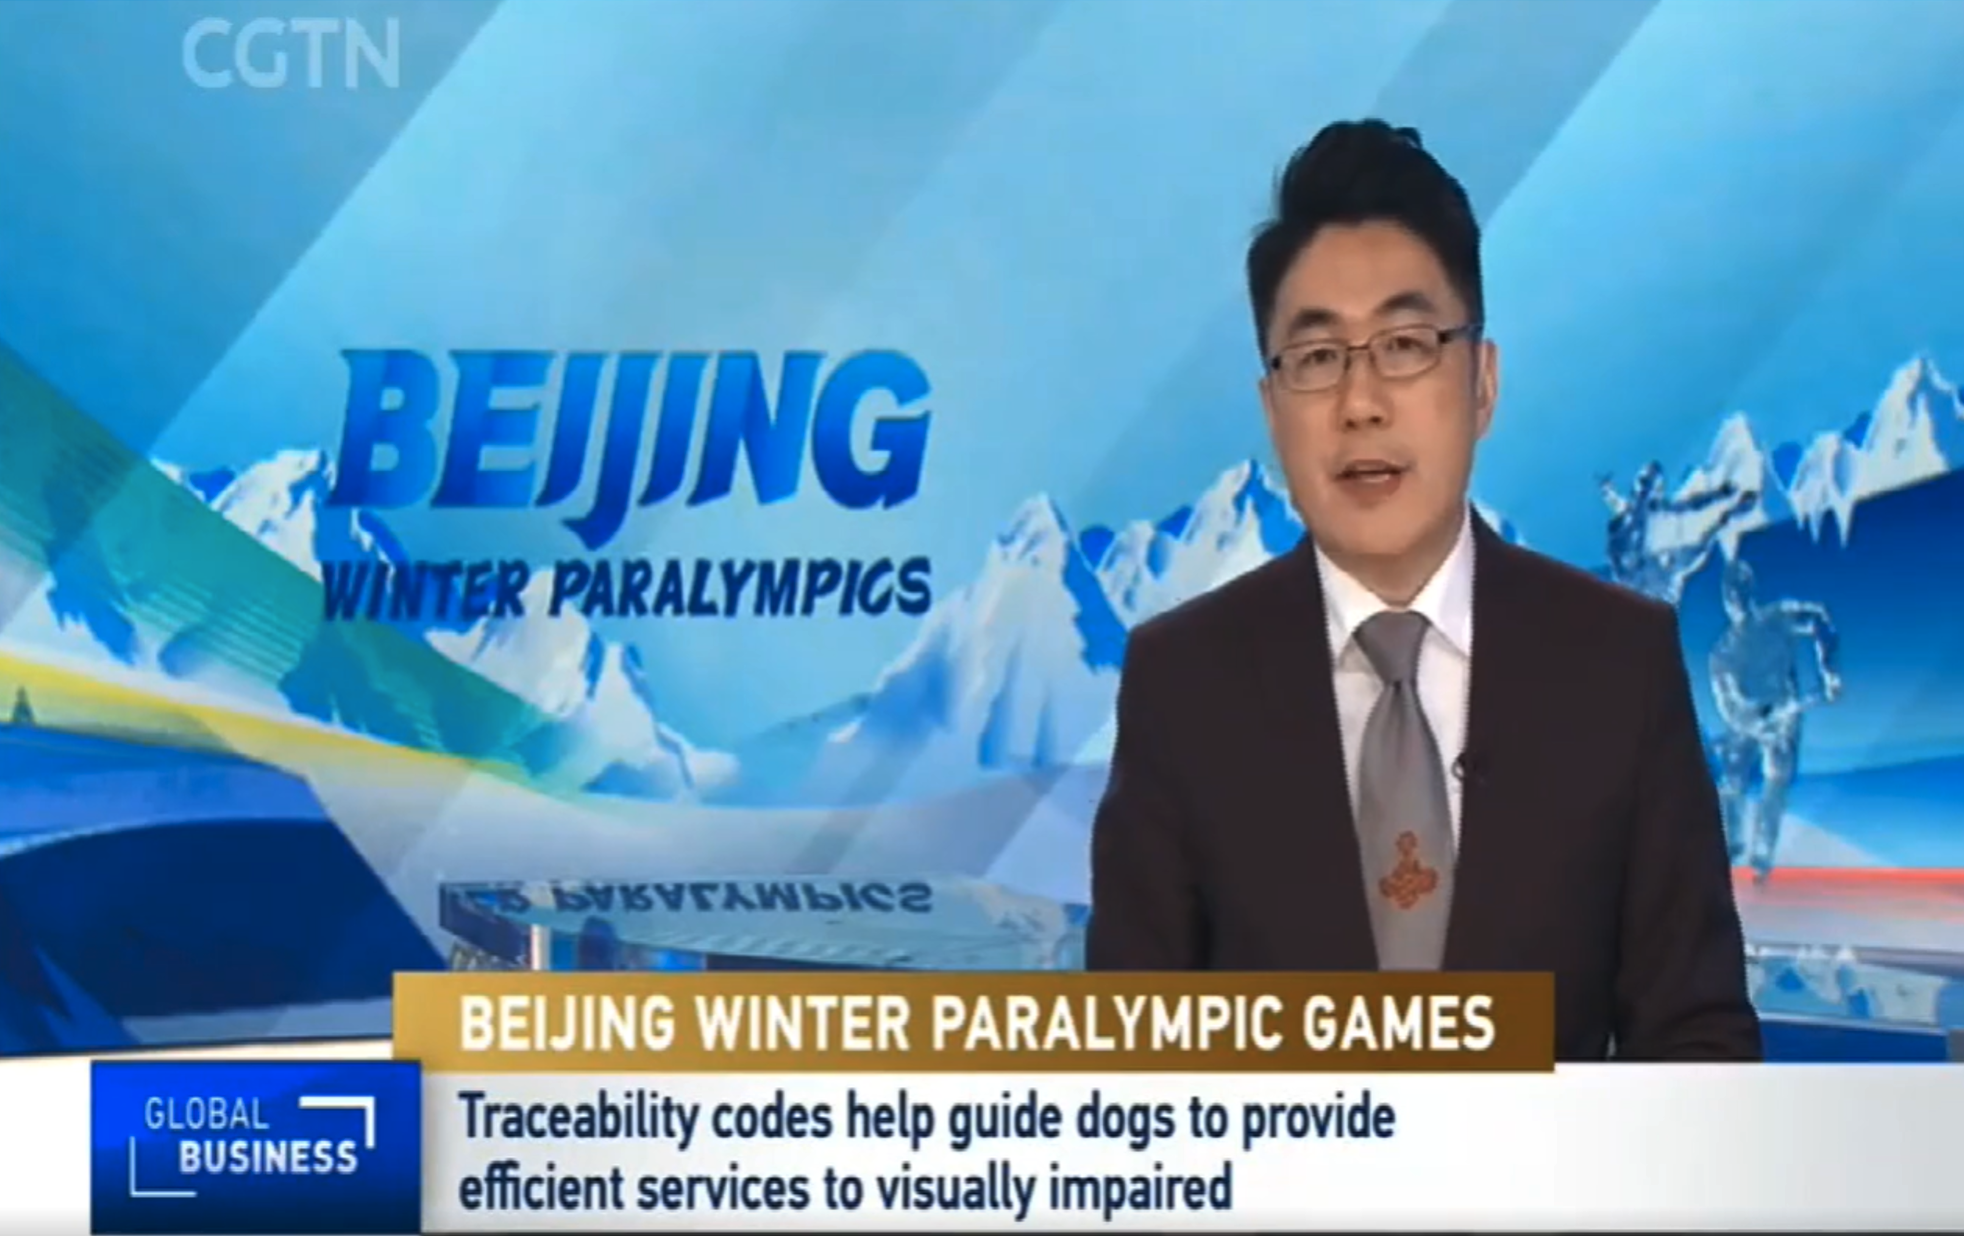 CGTN
BEIJING
WINTER PARALYMPICS
BEIJING WINTER PARALYMPIC GAMES
GLOBAL
BUSINESS
Traceability codes help guide dogs to provide
efficient services to visually impaired